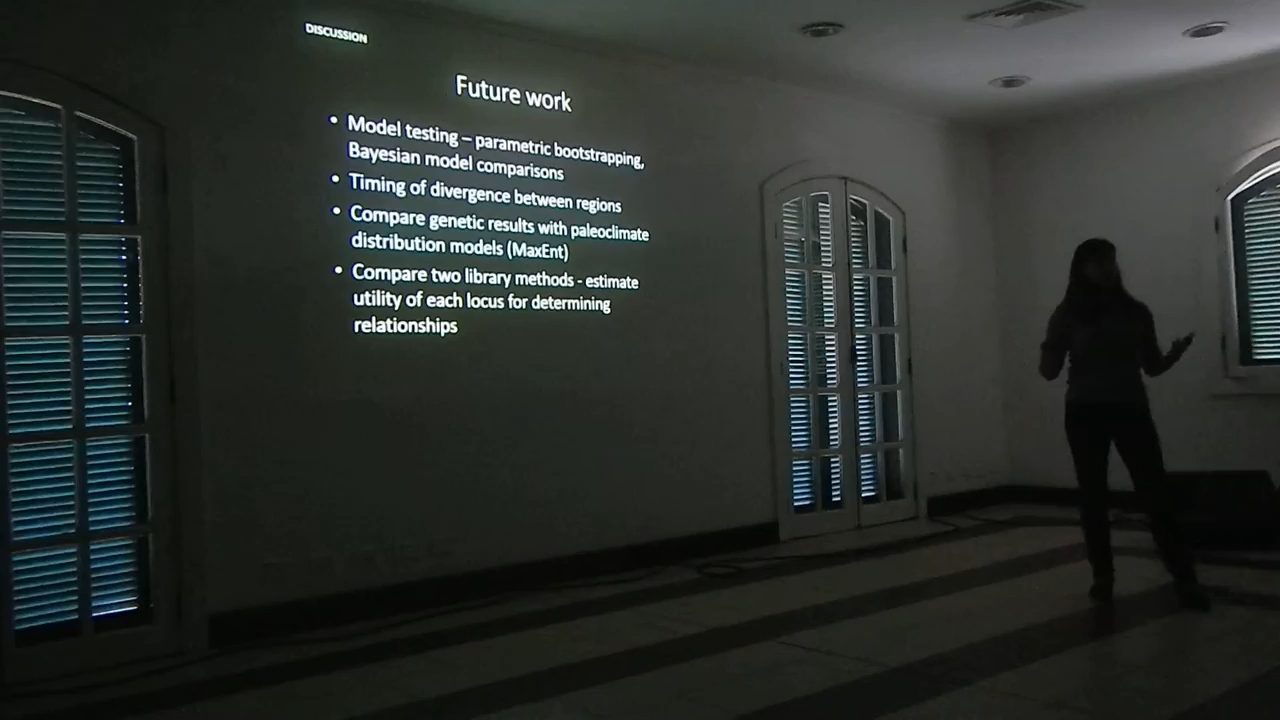 DISCUSSION
Future work
• Model testing – parametric bootstrapping,
Bayesian model comparisons
• Timing of divergence between regions
• Compare genetic results with paleoclimate
distribution models (MaxEnt)
• Compare two library methods - estimate
utility of each locus for determining
relationships